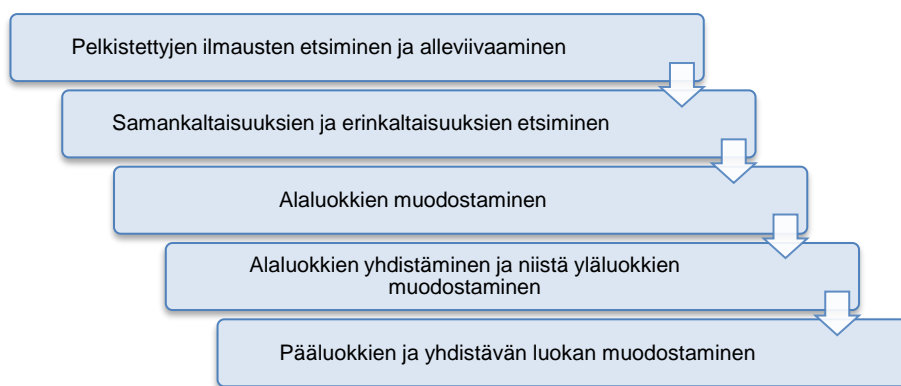 Pelkistettyjen ilmausten etsiminen ja alleviivaaminen
Samankaltaisuuksien ja erinkaltaisuuksien etsiminen
Alaluokkien muodostaminen
Alaluokkien yhdistäminen ja niistä yläluokkien
muodostaminen
Pääluokkien ja yhdistävän luokan muodostaminen